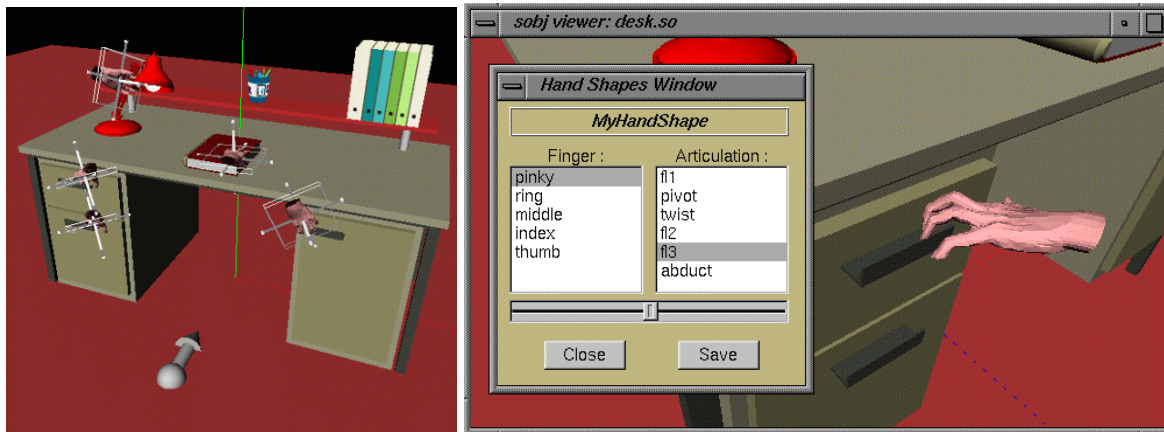 sobj viewer: desk.so
Hand Shapes Window
MyHandShape
Finger :
pinky
ring
middle
index
thumb
Articulation :
fl1
pivot
twist
fl2
fl3
abduct
Close
Save